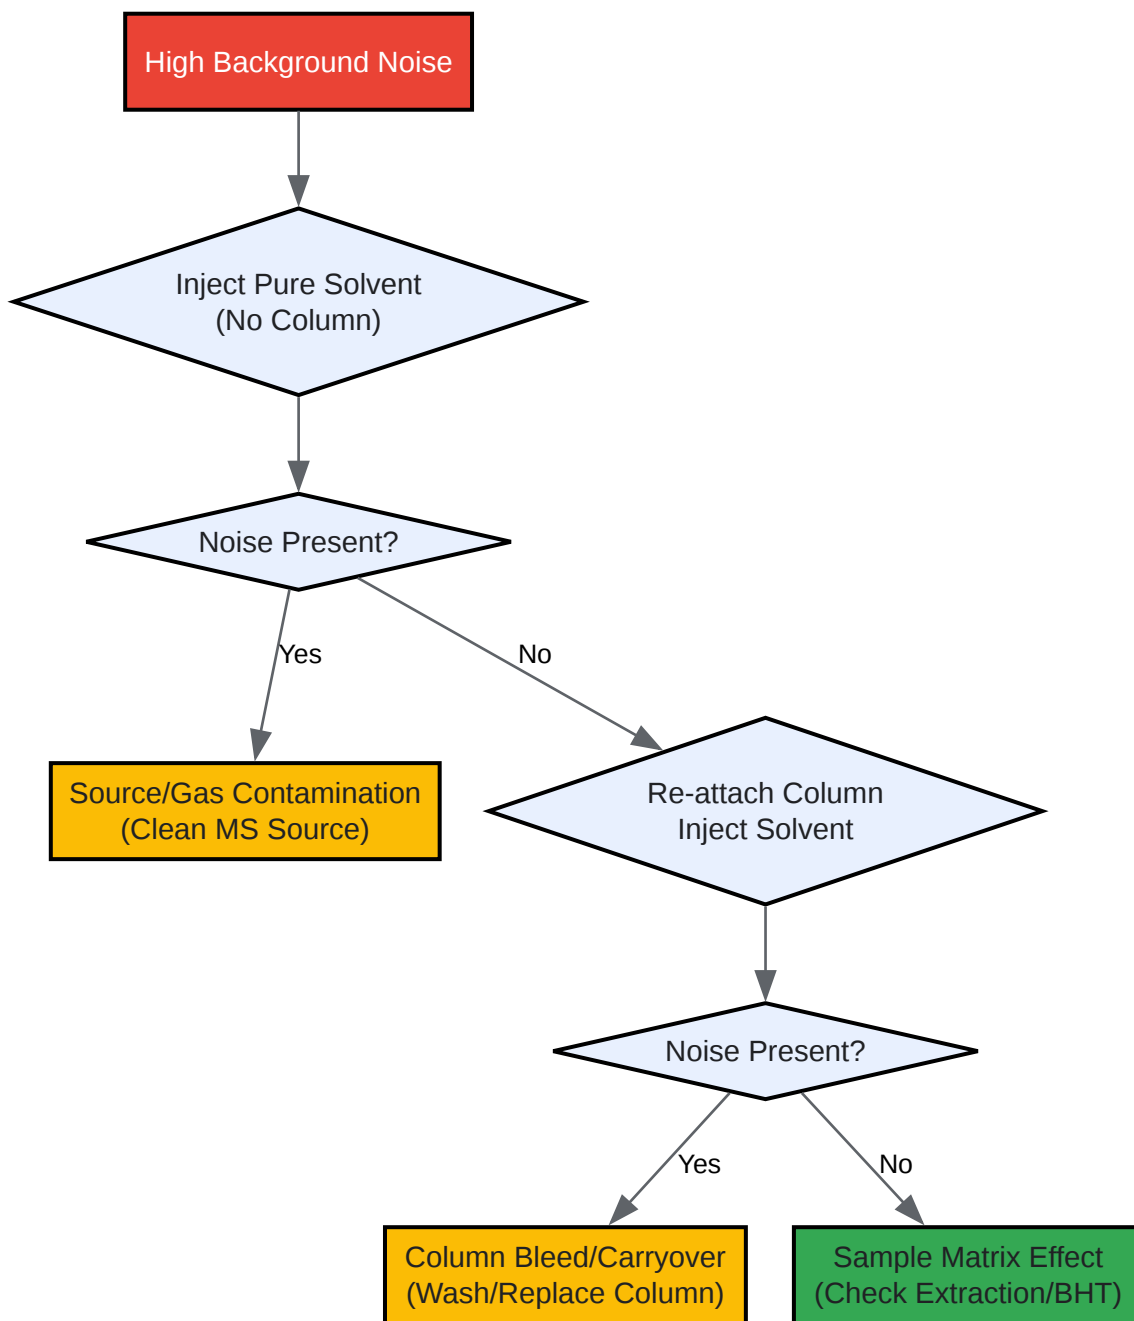 High Background Noise
Inject Pure Solvent
(No Column)
Noise Present?
Yes
No
Source/Gas Contamination
(Clean MS Source)
Re-attach Column
Inject Solvent
Noise Present?
Yes
No
Column Bleed/Carryover
(Wash/Replace Column)
Sample Matrix Effect
(Check Extraction/BHT)